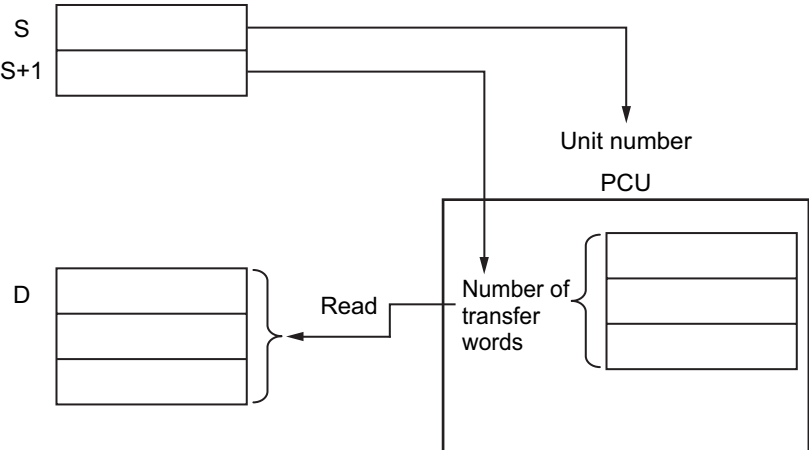 S
S+1
Unit number
PCU
D
Read
Number of
transfer
words